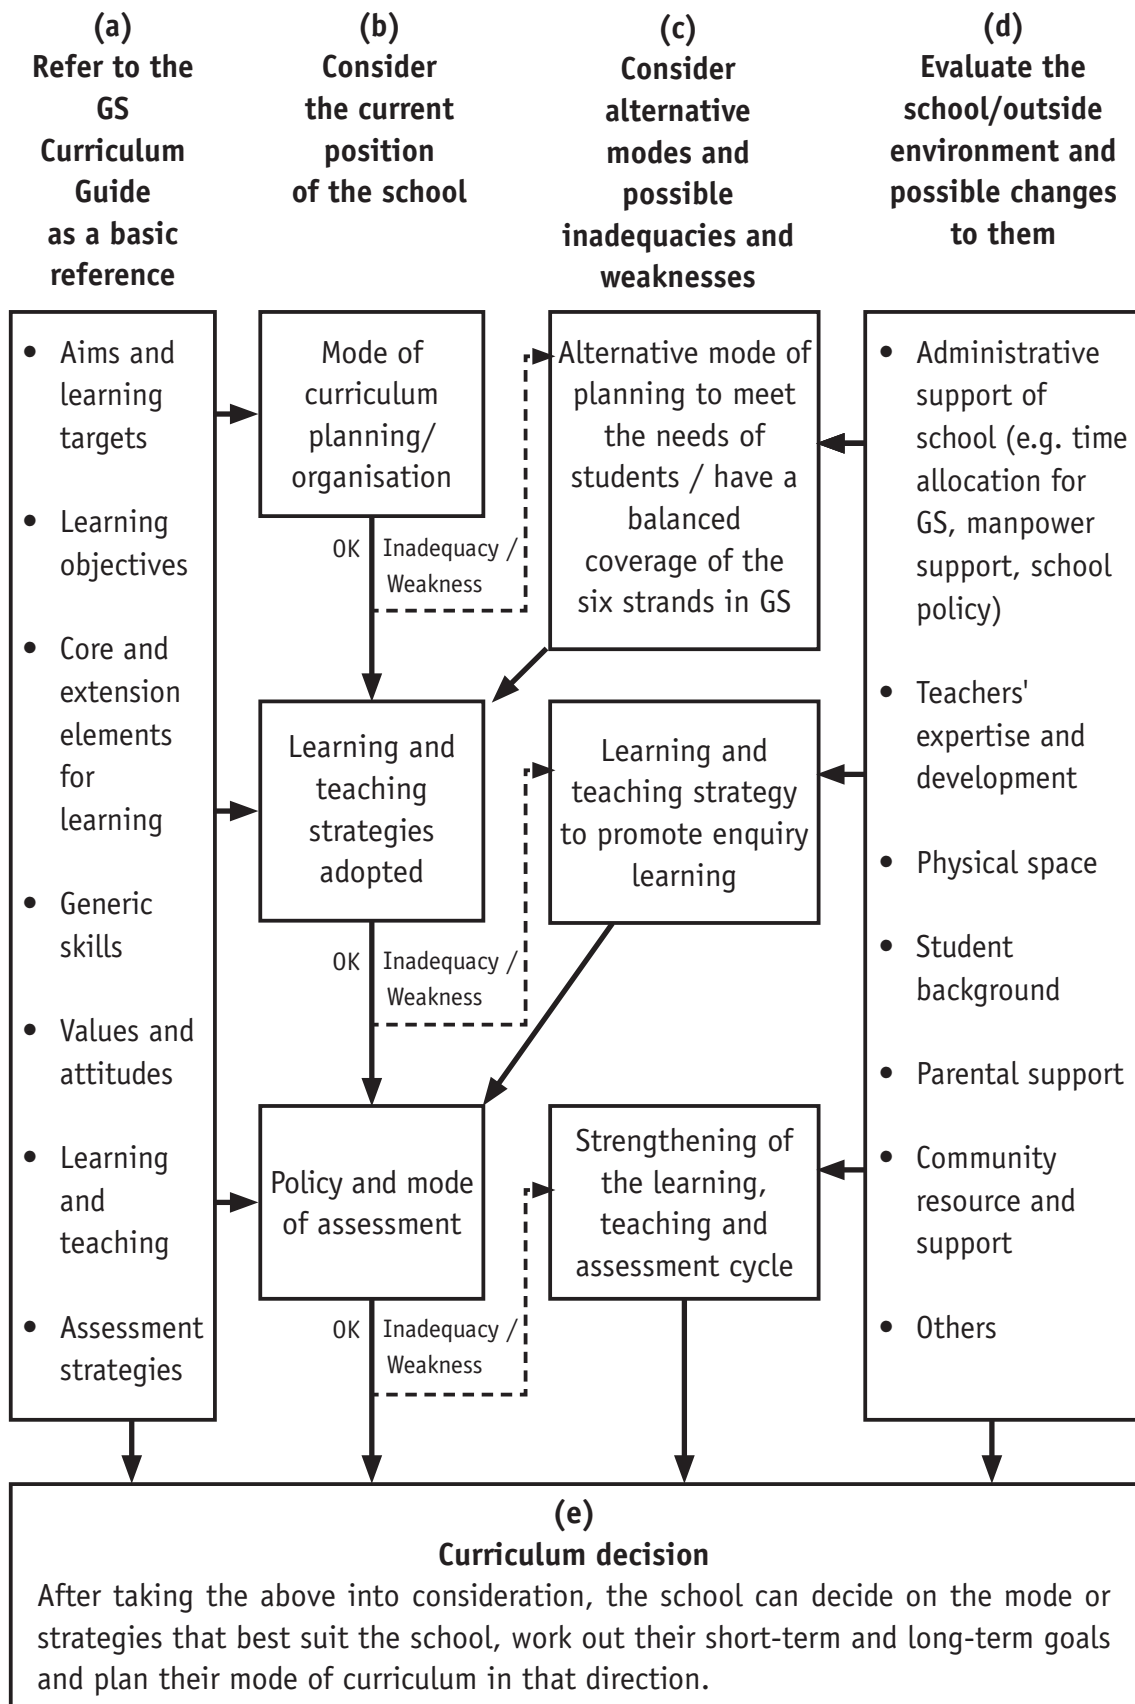 (a)
Refer to the
GS
Curriculum
Guide
as a basic
reference
(b)
Consider
the current
position
of the school
(c)
Consider
alternative
modes and
possible
inadequacies and
weaknesses
(d)
Evaluate the
school/outside
environment and
possible changes
to them
• Aims and
learning
targets
• Learning
objectives
• Core and
extension
elements
for
learning
• Generic
skills
• Values and
attitudes
• Learning
and
teaching
• Assessment
strategies
Mode of
curriculum
planning/
organisation
OK
Inadequacy /
Weakness
Learning and
teaching
strategies
adopted
OK
Inadequacy /
Weakness
Policy and mode
of assessment
OK
Inadequacy /
Weakness
Alternative mode of
planning to meet
the needs of
students / have a
balanced
coverage of the
six strands in GS
Learning and
teaching strategy
to promote enquiry
learning
Strengthening of
the learning,
teaching and
assessment cycle
• Administrative
support of
school (e.g. time
allocation for
GS, manpower
support, school
policy)
• Teachers'
expertise and
development
• Physical space
• Student
background
• Parental support
• Community
resource and
support
• Others
(e)
Curriculum decision
After taking the above into consideration, the school can decide on the mode or
strategies that best suit the school, work out their short-term and long-term goals
and plan their mode of curriculum in that direction.